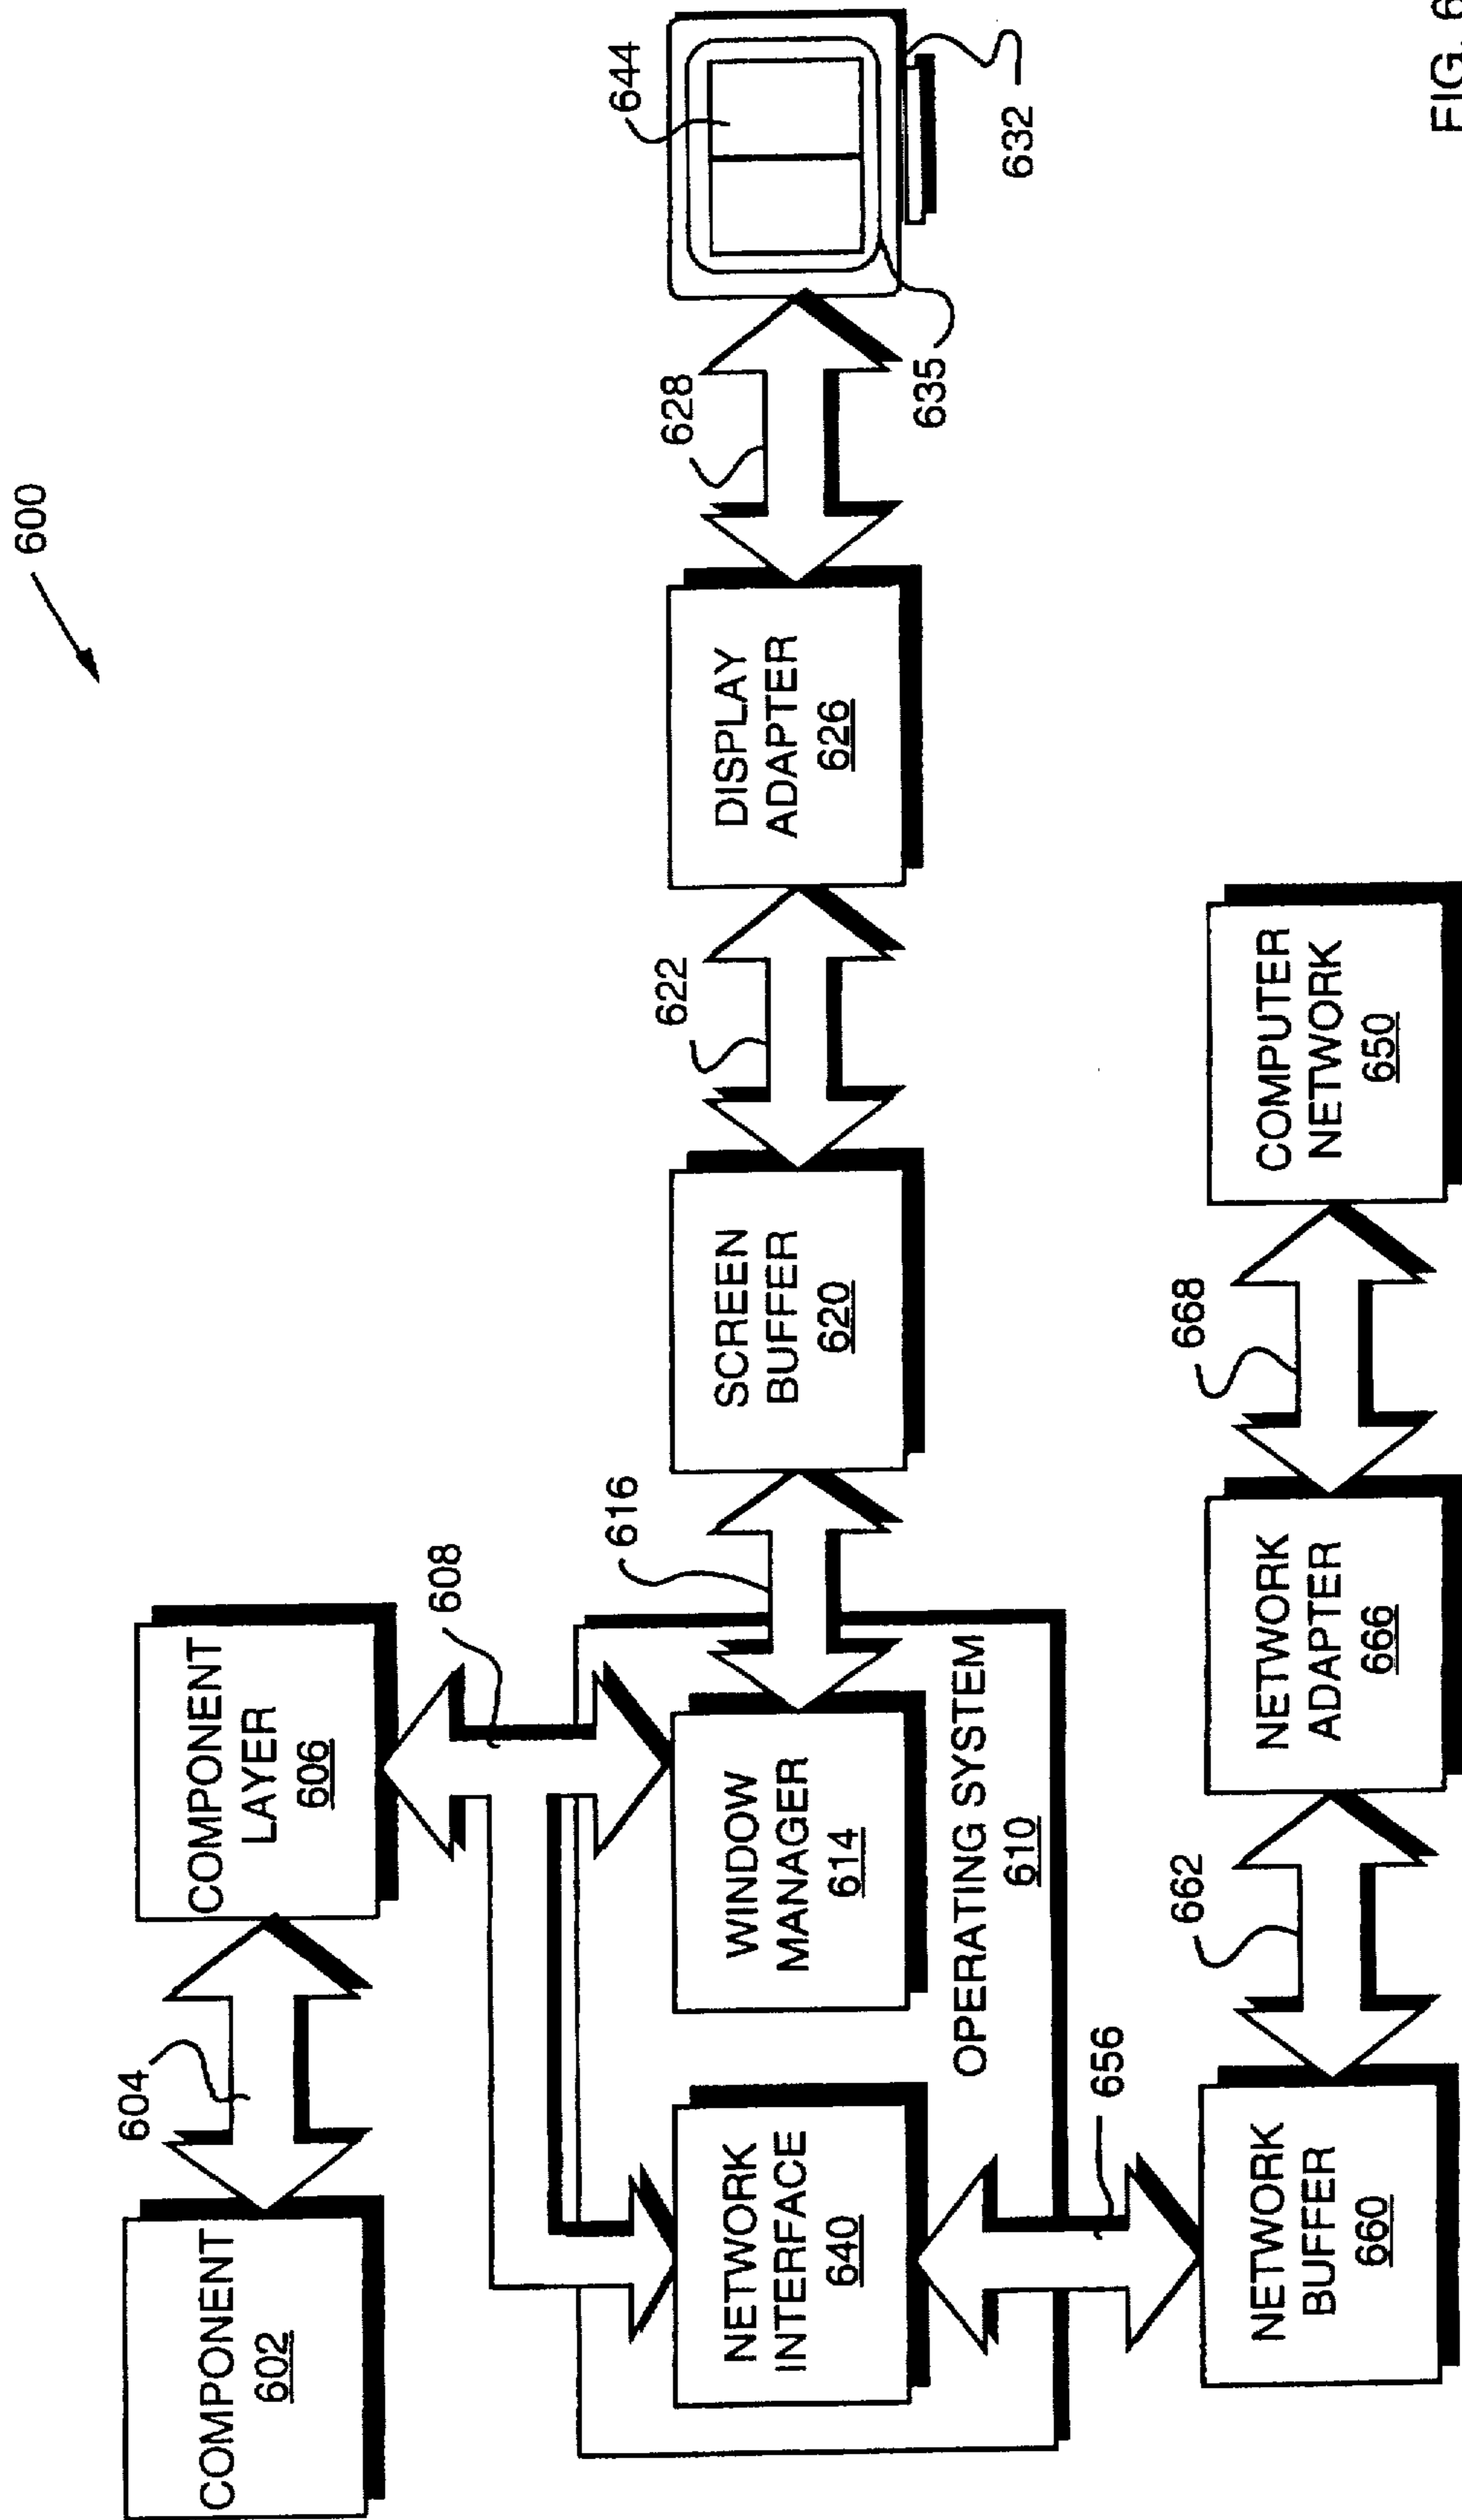 600
COMPONENT
602
604
COMPONENT
LAYER
606
608
NETWORK
INTERFACE
640
WINDOW
MANAGER
614
OPERATING SYSTEM
610
616
SCREEN
BUFFER
620
622
DISPLAY
ADAPTER
626
628
635
644
632
656
NETWORK
BUFFER
660
662
NETWORK
ADAPTER
666
668
COMPUTER
NETWORK
650
FIG. 6